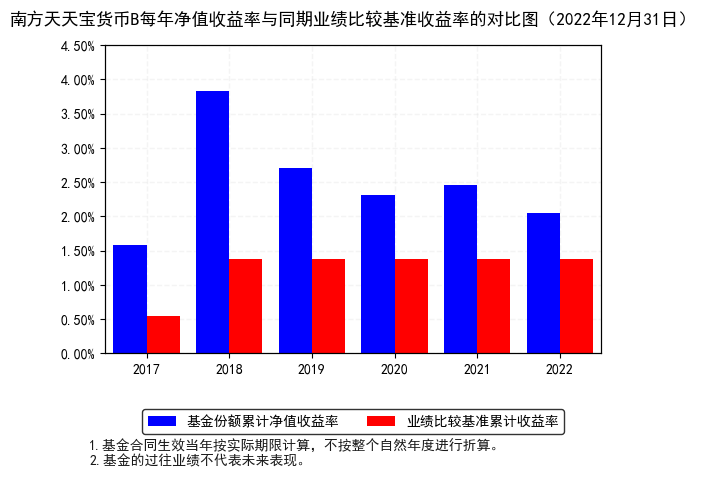 南方天天宝货币B每年净值收益率与同期业绩比较基准收益率的对比图（2022年12月31日）
4.50%
4.00%
3.50%
3.00%
2.50%
2.00%
1.50%
1.00%
0.50%
0.00%
2017 2018 2019 2020 2021 2022
基金份额累计净值收益率 业绩比较基准累计收益率
1.基金合同生效当年按实际期限计算，不按整个自然年度进行折算。
2.基金的过往业绩不代表未来表现。